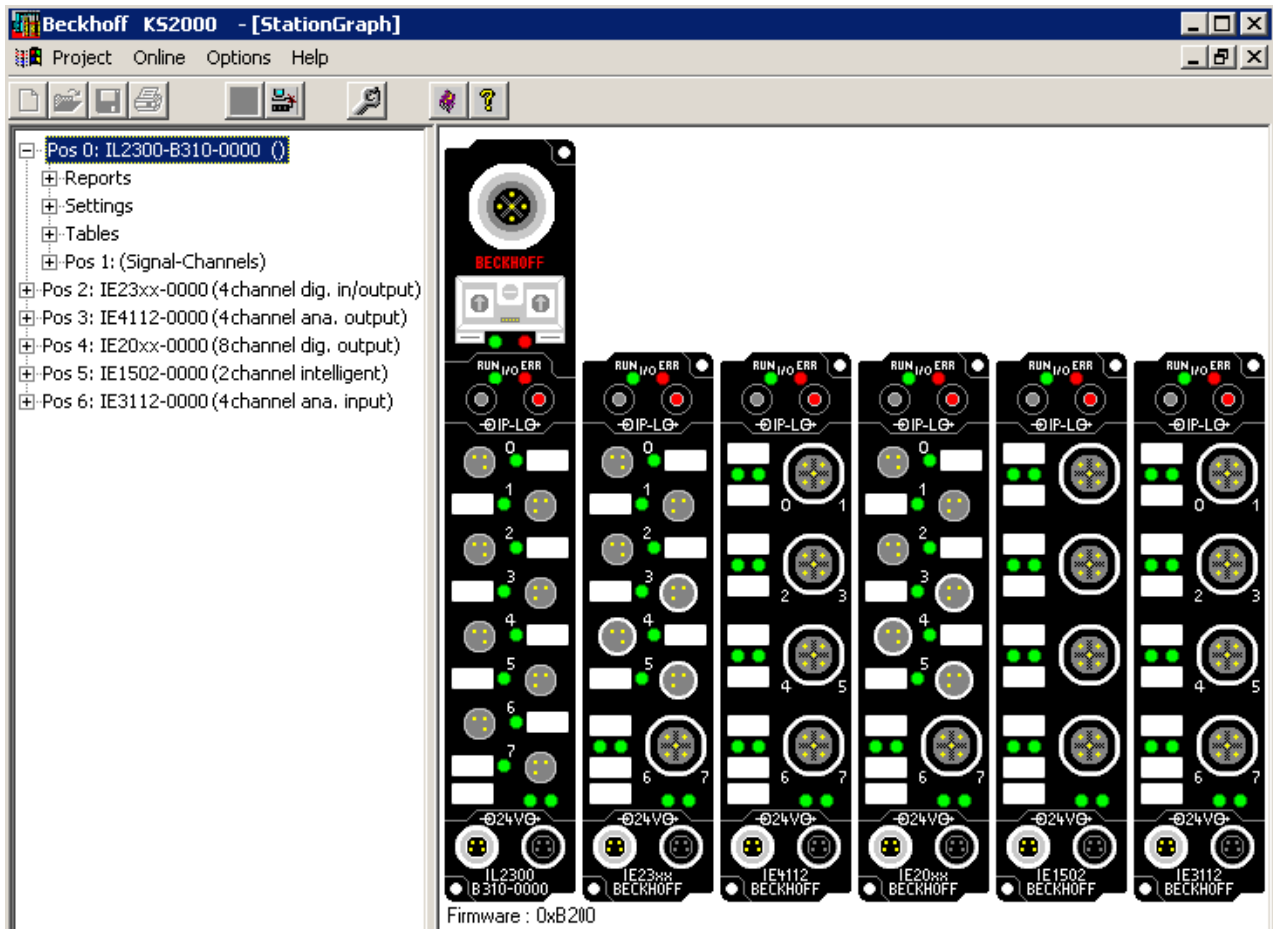 Beckhoff KS2000 - [StationGraph]
Project Online Options Help
Pos 0: IL2300-B310-0000 ()
Reports
Settings
Tables
Pos 1: (Signal-Channels)
Pos 2: IE23xx-0000 (4channel dig. in/output)
Pos 3: IE4112-0000 (4channel ana. output)
Pos 4: IE20xx-0000 (8channel dig. output)
Pos 5: IE1502-0000 (2channel intelligent)
Pos 6: IE3112-0000 (4channel ana. input)
BECKHOFF
RUN I/O ERR
IP-L
0
1
2
3
4
5
6
7
24V
IL2300
B310-0000
RUN I/O ERR
IP-L
0
1
2
3
4
5
6 7
24V
IE23xx
BECKHOFF
RUN I/O ERR
IP-L
0 1
2 3
4 5
6 7
24V
IE4112
BECKHOFF
RUN I/O ERR
IP-L
0
1
2
3
4
5
6 7
24V
IE20xx
BECKHOFF
RUN I/O ERR
IP-L
24V
IE1502
BECKHOFF
RUN I/O ERR
IP-L
0 1
2 3
4 5
6 7
24V
IE3112
BECKHOFF
Firmware : 0xB200